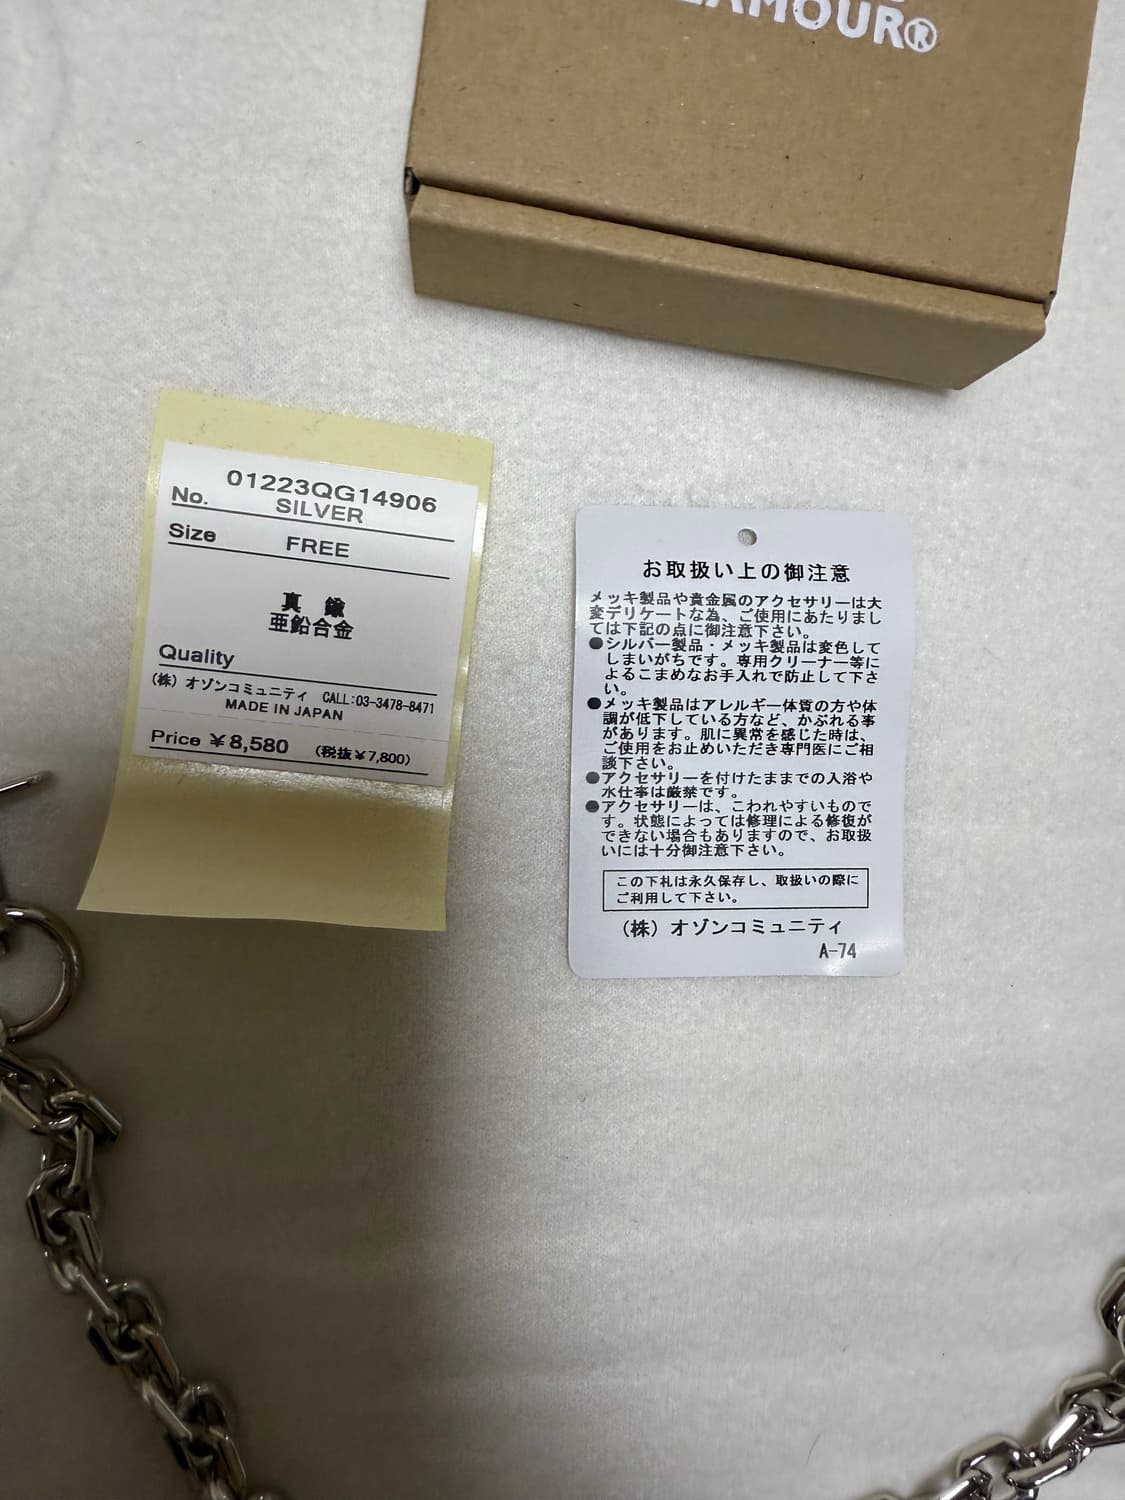 LAMOUR®
01223QG14906
No. SILVER
Size FREE
真 鍮
亜鉛合金
Quality
(株) オゾンコミュニティ CALL:03-3478-8471
MADE IN JAPAN
Price ¥8,580 (税抜¥7,800)
お取扱い上の御注意
メッキ製品や貴金属のアクセサリーは大
変デリケートな為、ご使用にあたりまし
ては下記の点に御注意下さい。
●シルバー製品・メッキ製品は変色して
しまいがちです。専用クリーナー等に
よるこまめなお手入れで防止して下さ
い。
●メッキ製品はアレルギー体質の方や体
調が低下している方など、かぶれる事
があります。肌に異常を感じた時は、
ご使用をお止めいただき専門医にご相
談下さい。
●アクセサリーを付けたままでの入浴や
水仕事は厳禁です。
●アクセサリーは、こわれやすいもので
す。状態によっては修理による修復が
できない場合もありますので、お取扱
いには十分御注意下さい。
この下札は永久保存し、取扱いの際に
ご利用して下さい。
(株) オゾンコミュニティ
A-74